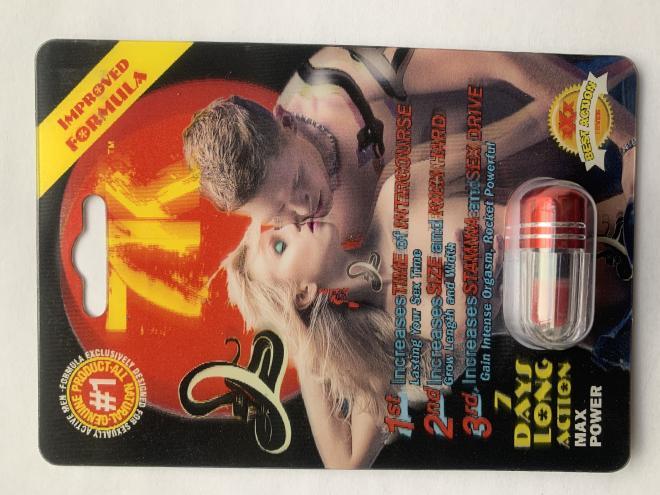 IMPROVED
FORMULA
7K™
FORMULA EXCLUSIVELY DESIGNED FOR SEXUALLY ACTIVE MEN
#1
GENUINE PRODUCT-ALL NATURAL
1st Increases TIME of INTERCOURSE
Lasting Your Sex Time
2nd Increases SIZE and HARD
Grow Length and Width
3rd Increases STAMINA and SEX DRIVE
Gain Intense Orgasm, Rocket Powerful
BEST ACTION
7
DAYS
LONG
ACTION
MAX
POWER